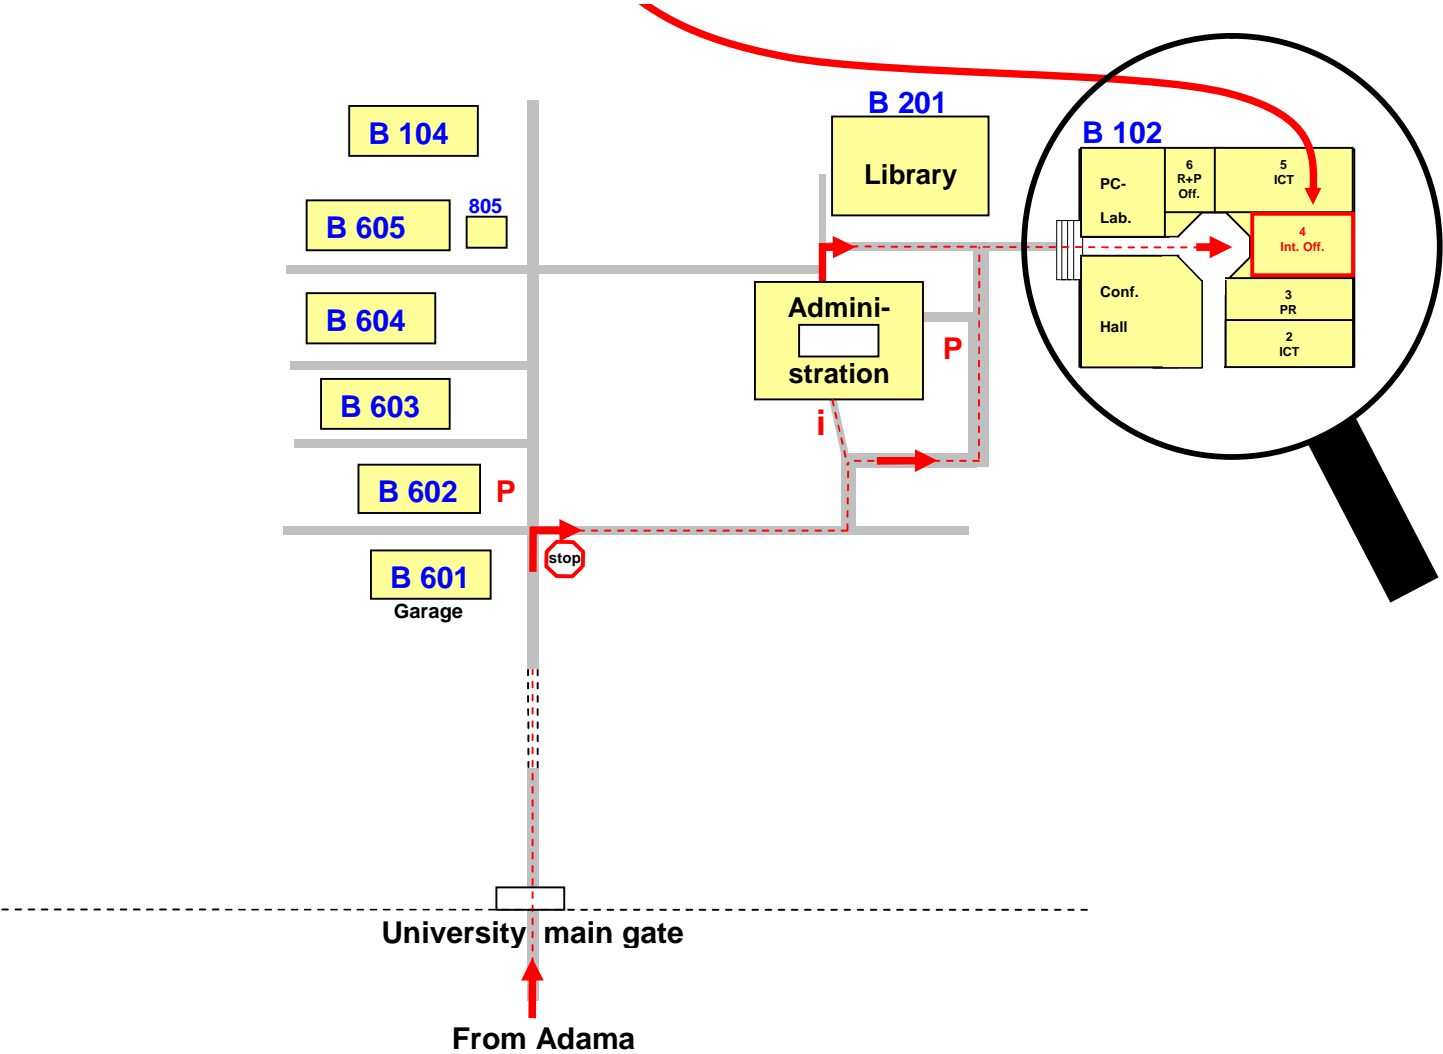 B 201
B 104
B 102
Library
PC-
Lab.
6
R+P
Off.
5
ICT
805
B 605
4
Int. Off.
Conf.
Hall
3
PR
2
ICT
B 604
Admini-
stration
P
B 603
i
B 602
P
stop
B 601
Garage
University main gate
From Adama